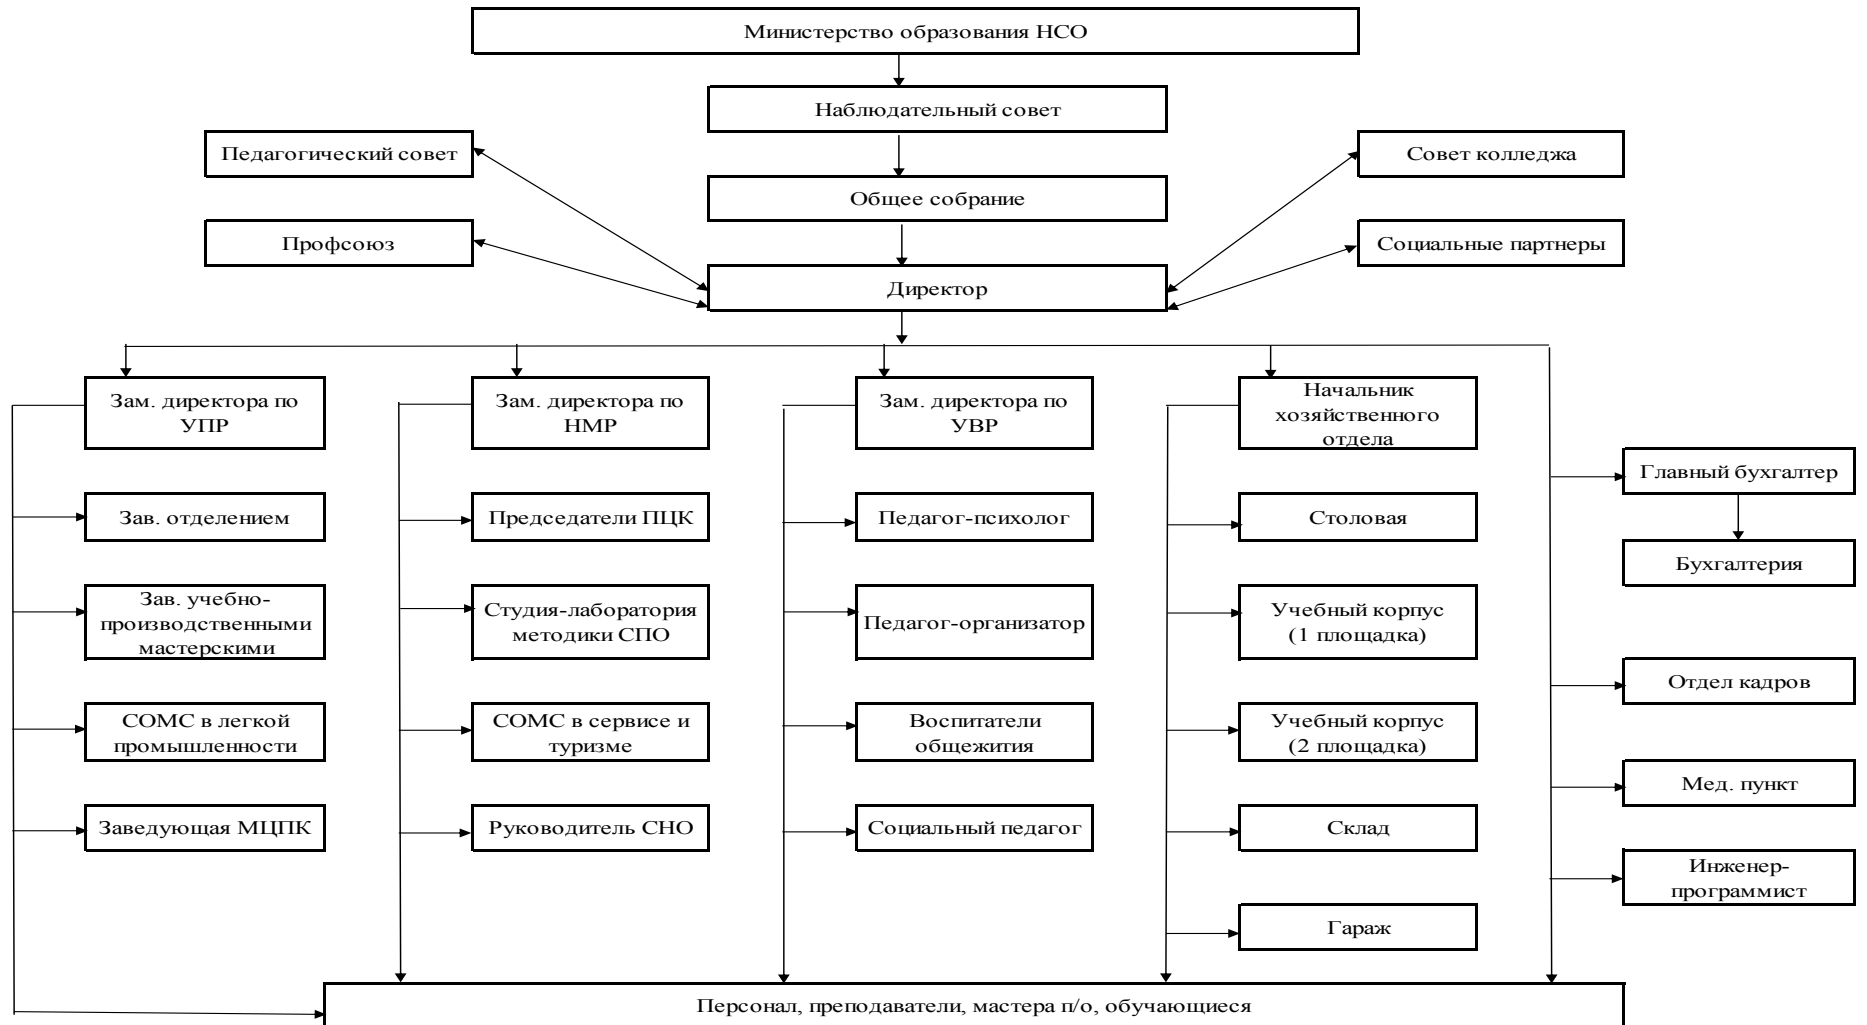 Министерство образования НСО
Наблюдательный совет
Педагогический совет
Совет колледжа
Общее собрание
Профсоюз
Социальные партнеры
Директор
Зам. директора по
УПР
Зам. директора по
НМР
Зам. директора по
УВР
Начальник
хозяйственного
отдела
Главный бухгалтер
Зав. отделением
Председатели ПЦК
Педагог-психолог
Столовая
Бухгалтерия
Зав. учебно-
производственными
мастерскими
Студия-лаборатория
методики СПО
Педагог-организатор
Учебный корпус
(1 площадка)
Отдел кадров
СОМС в легкой
промышленности
СОМС в сервисе и
туризме
Воспитатели
общежития
Учебный корпус
(2 площадка)
Мед. пункт
Заведующая МЦПК
Руководитель СНО
Социальный педагог
Склад
Инженер-
программист
Гараж
Персонал, преподаватели, мастера п/о, обучающиеся